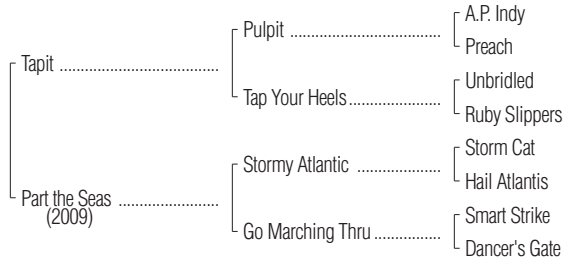 A.P. Indy
Pulpit
Preach
Tapit
Unbridled
Tap Your Heels
Ruby Slippers
Storm Cat
Stormy Atlantic
Hail Atlantis
Part the Seas
(2009)
Smart Strike
Go Marching Thru
Dancer's Gate